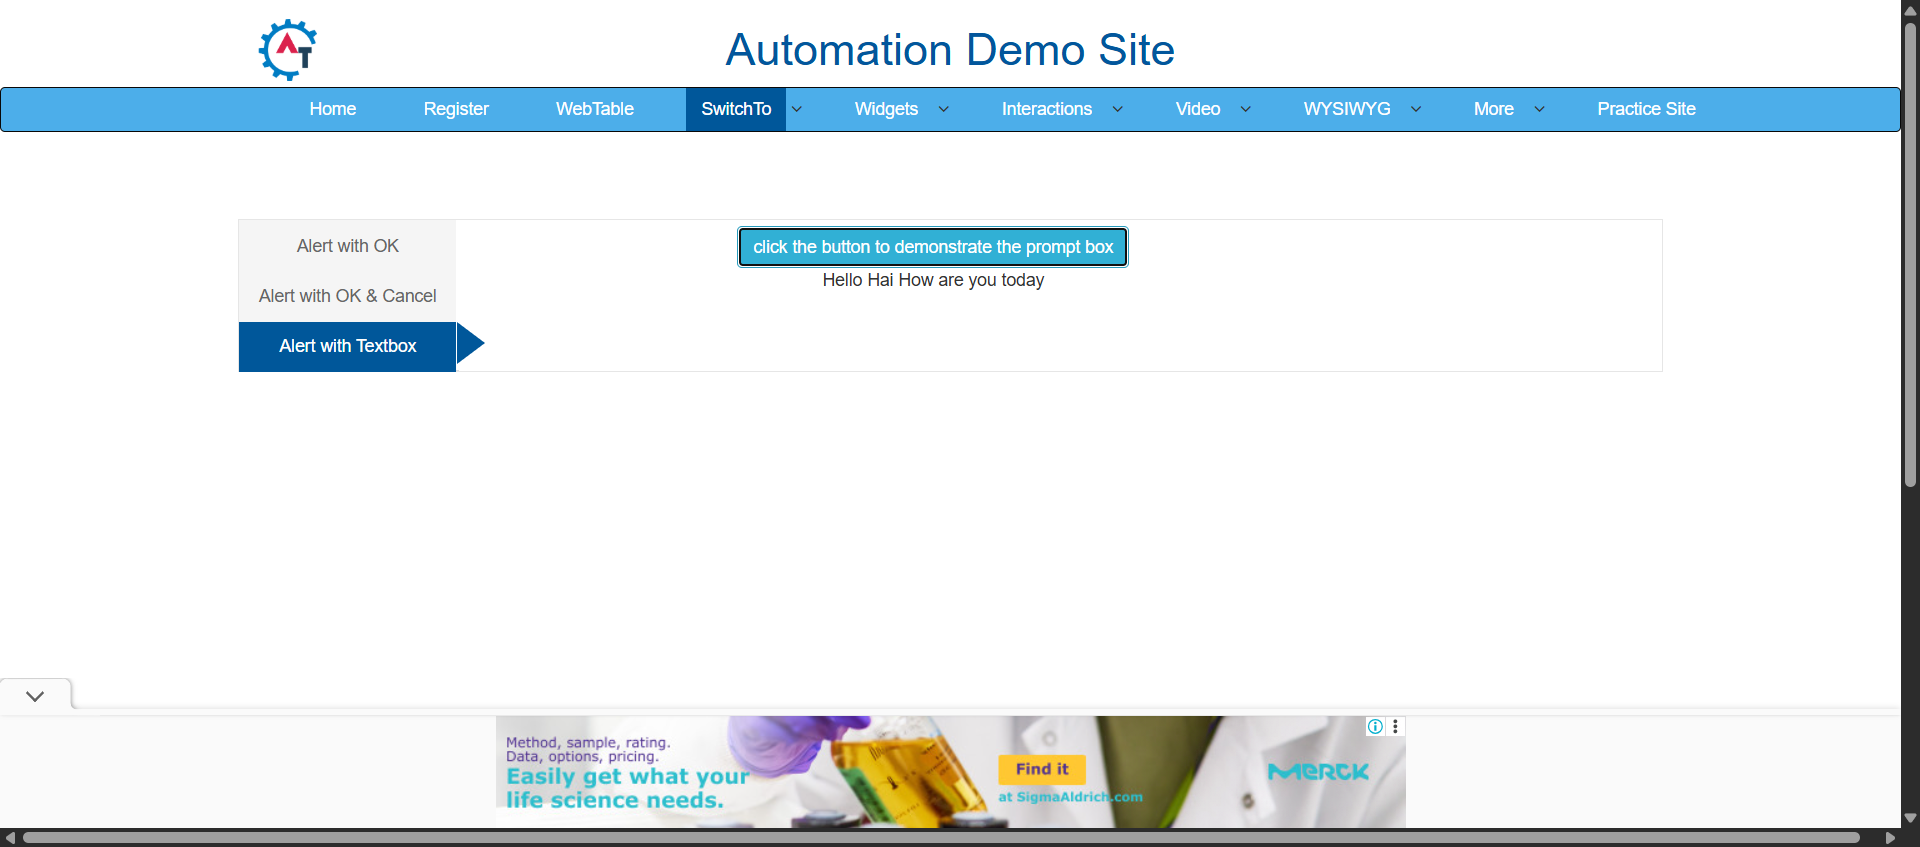 AT
Automation Demo Site
Home Register WebTable SwitchTo Widgets Interactions Video WYSIWYG More Practice Site
Alert with OK
Alert with OK & Cancel
Alert with Textbox
click the button to demonstrate the prompt box
Hello Hai How are you today
Method, sample, rating.
Data, options, pricing.
Easily get what your
life science needs.
Find it
at SigmaAldrich.com
MERCK